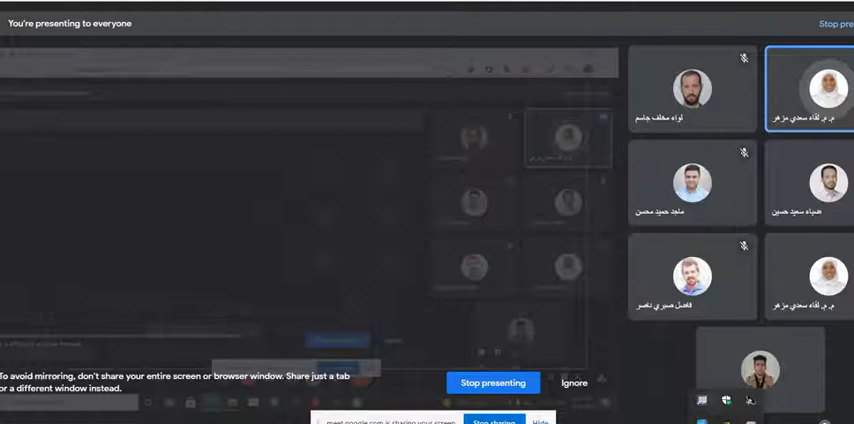 You're presenting to everyone
Stop pre
لواء مخلف جاسم
م. م. لقاء سعدي مزهر
ماجد حميد محسن
ضياء سعيد حسين
فاضل صبري ناصر
م. م. لقاء سعدي مزهر
To avoid mirroring, don't share your entire screen or browser window. Share just a tab
or a different window instead.
Stop presenting
Ignore
meet.google.com is sharing your screen.
Stop sharing
Hide